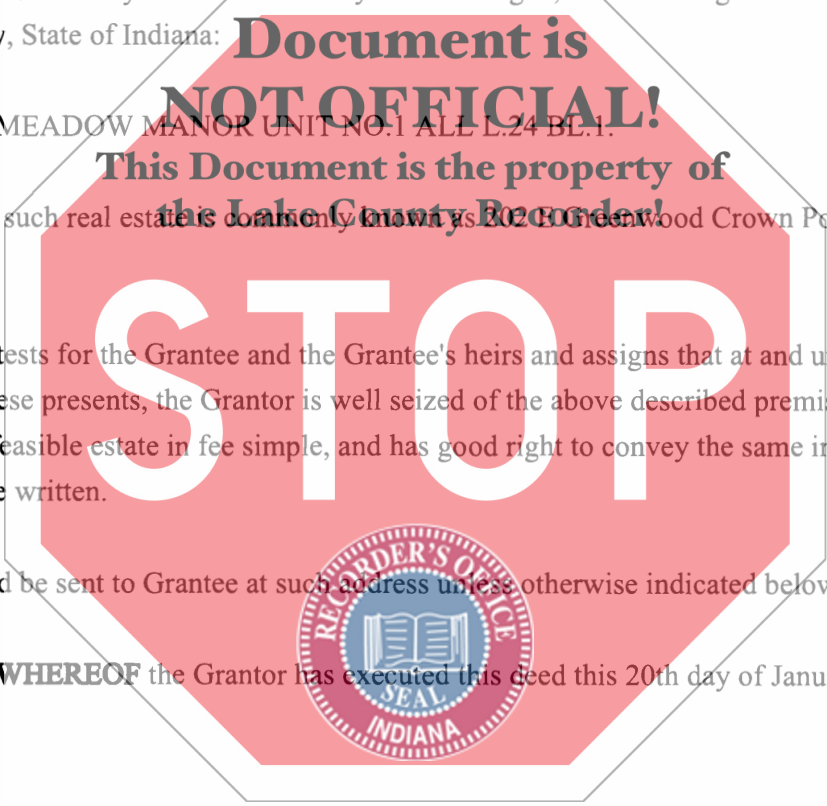 , State of Indiana:
Document is
NOT OFFICIAL!
MEADOW MANOR UNIT NO.1 ALL L.24 BL.1.
This Document is the property of
the Lake County Recorder!
such real estate is commonly known as 202 E Greenwood Crown Po
STOP
tests for the Grantee and the Grantee's heirs and assigns that at and u
ese presents, the Grantor is well seized of the above described premis
easible estate in fee simple, and has good right to convey the same in
e written.
RECORDER'S OFFICE
d be sent to Grantee at such address unless otherwise indicated below
WHEREOF the Grantor has executed this deed this 20th day of Janu
SEAL
INDIANA